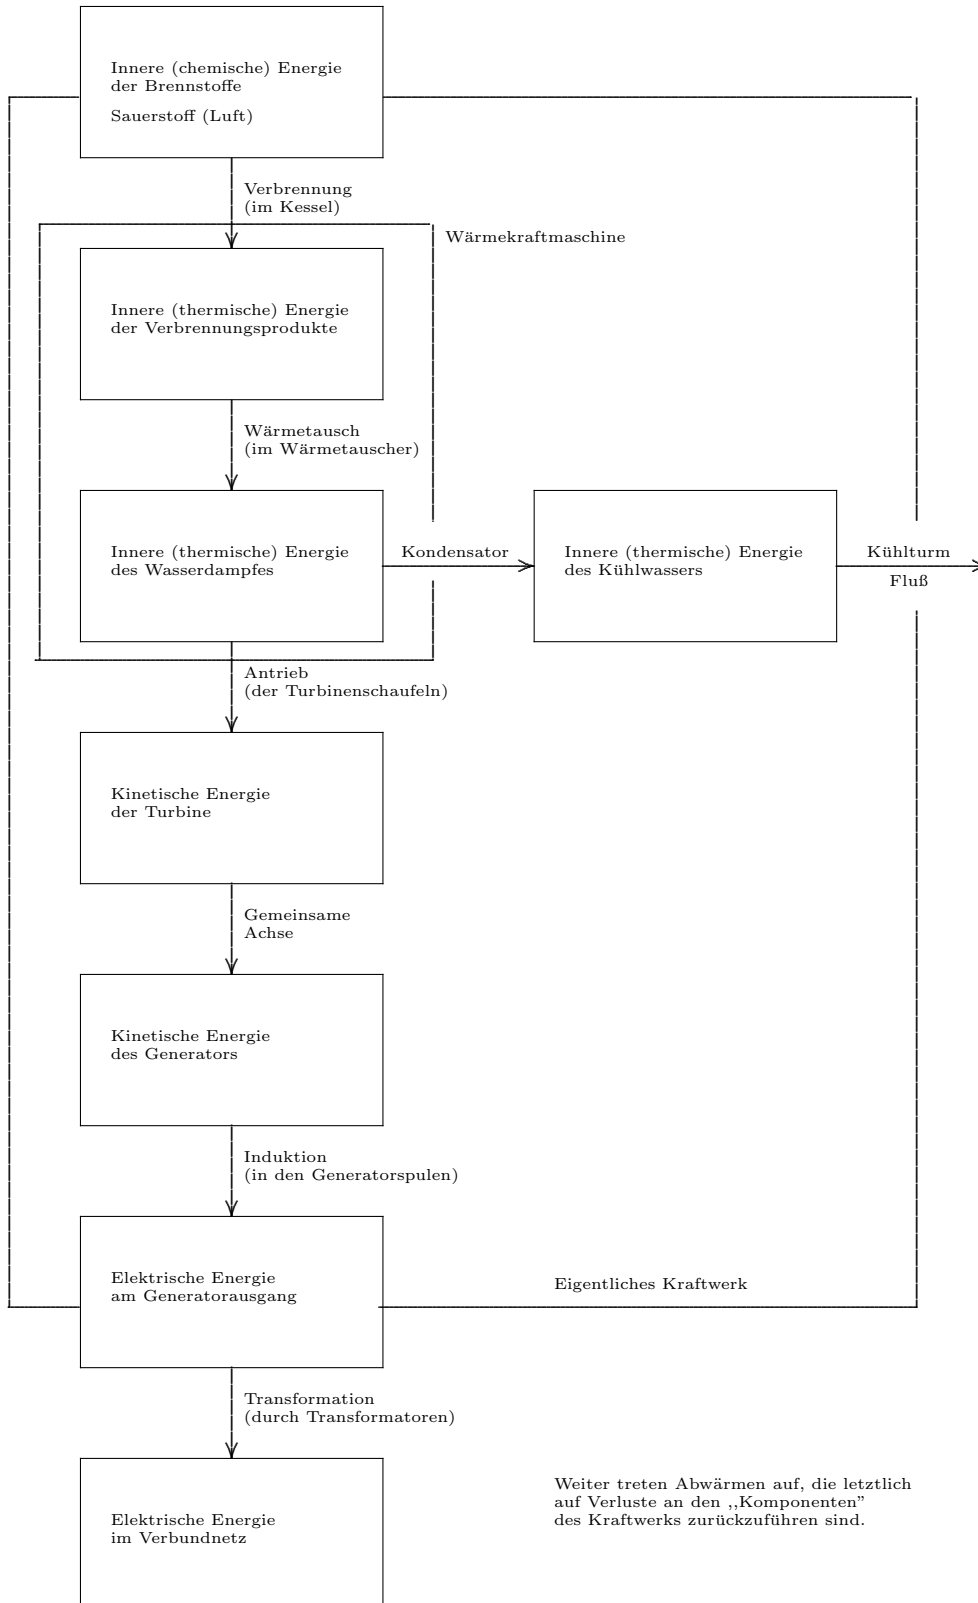 Innere (chemische) Energie
der Brennstoffe
Sauerstoff (Luft)
Verbrennung
(im Kessel)
Wärmekraftmaschine
Innere (thermische) Energie
der Verbrennungsprodukte
Wärmetausch
(im Wärmetauscher)
Innere (thermische) Energie
des Wasserdampfes
Kondensator
Innere (thermische) Energie
des Kühlwassers
Kühlturm
Fluß
Antrieb
(der Turbinenschaufeln)
Kinetische Energie
der Turbine
Gemeinsame
Achse
Kinetische Energie
des Generators
Induktion
(in den Generatorspulen)
Elektrische Energie
am Generatorausgang
Eigentliches Kraftwerk
Transformation
(durch Transformatoren)
Elektrische Energie
im Verbundnetz
Weiter treten Abwärmen auf, die letztlich
auf Verluste an den ,,Komponenten”
des Kraftwerks zurückzuführen sind.